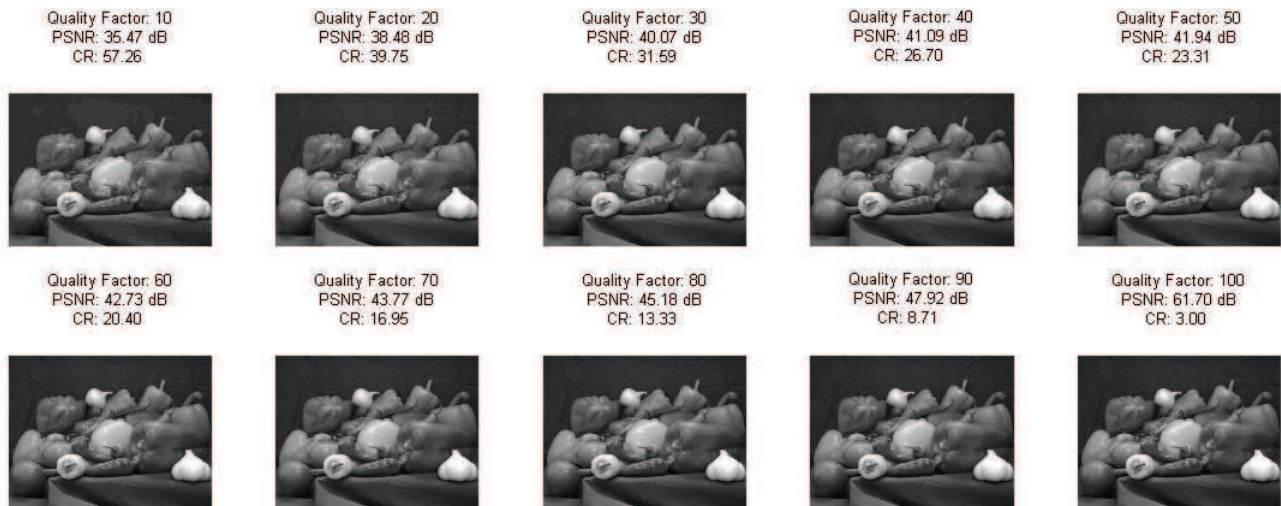 Quality Factor: 10
PSNR: 35.47 dB
CR: 57.26
Quality Factor: 20
PSNR: 38.48 dB
CR: 39.75
Quality Factor: 30
PSNR: 40.07 dB
CR: 31.59
Quality Factor: 40
PSNR: 41.09 dB
CR: 26.70
Quality Factor: 50
PSNR: 41.94 dB
CR: 23.31
Quality Factor: 60
PSNR: 42.73 dB
CR: 20.40
Quality Factor: 70
PSNR: 43.77 dB
CR: 16.95
Quality Factor: 80
PSNR: 45.18 dB
CR: 13.33
Quality Factor: 90
PSNR: 47.92 dB
CR: 8.71
Quality Factor: 100
PSNR: 61.70 dB
CR: 3.00